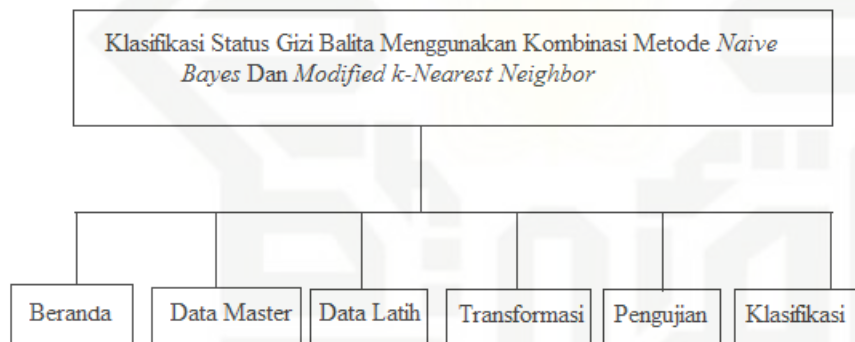 Klasifikasi Status Gizi Balita Menggunakan Kombinasi Metode Naive
Bayes Dan Modified k-Nearest Neighbor
Beranda
Data Master
Data Latih
Transformasi
Pengujian
Klasifikasi